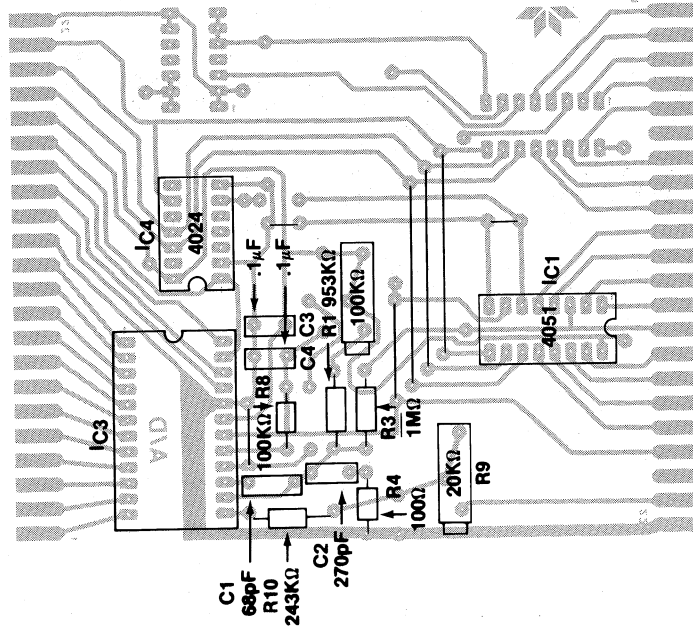 IC4
4024
.1µF
.1µF
953KΩ
100KΩ
IC1
4051
C3
C4
R1
IC3
A/D
R8
100KΩ
R3
1MΩ
R4
100Ω
20KΩ
R9
C1
68pF
R10
243KΩ
C2
270pF